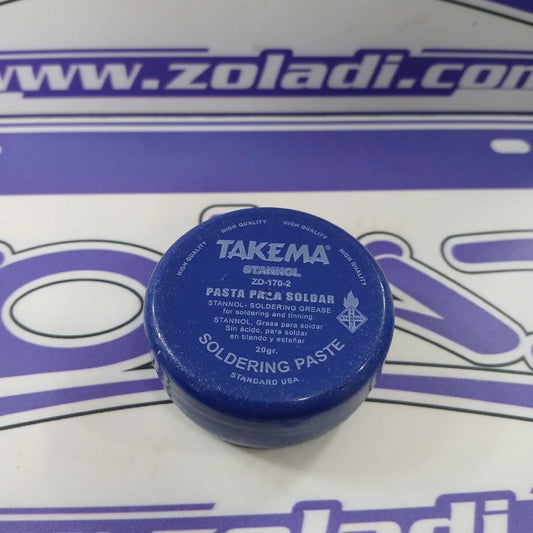 www.zoladi.com
HIGH QUALITY HIGH QUALITY HIGH QUALITY HIGH QUALITY
TAKEMA®
STANNOL
ZD-170-2
PASTA PARA SOLDAR
STANNOL- SOLDERING GREASE
for soldering and tinning.
STANNOL, Grasa para soldar
Sin ácido, para soldar
en blando y estañar
20gr.
SOLDERING PASTE
STANDARD USA
www.zoladi.com